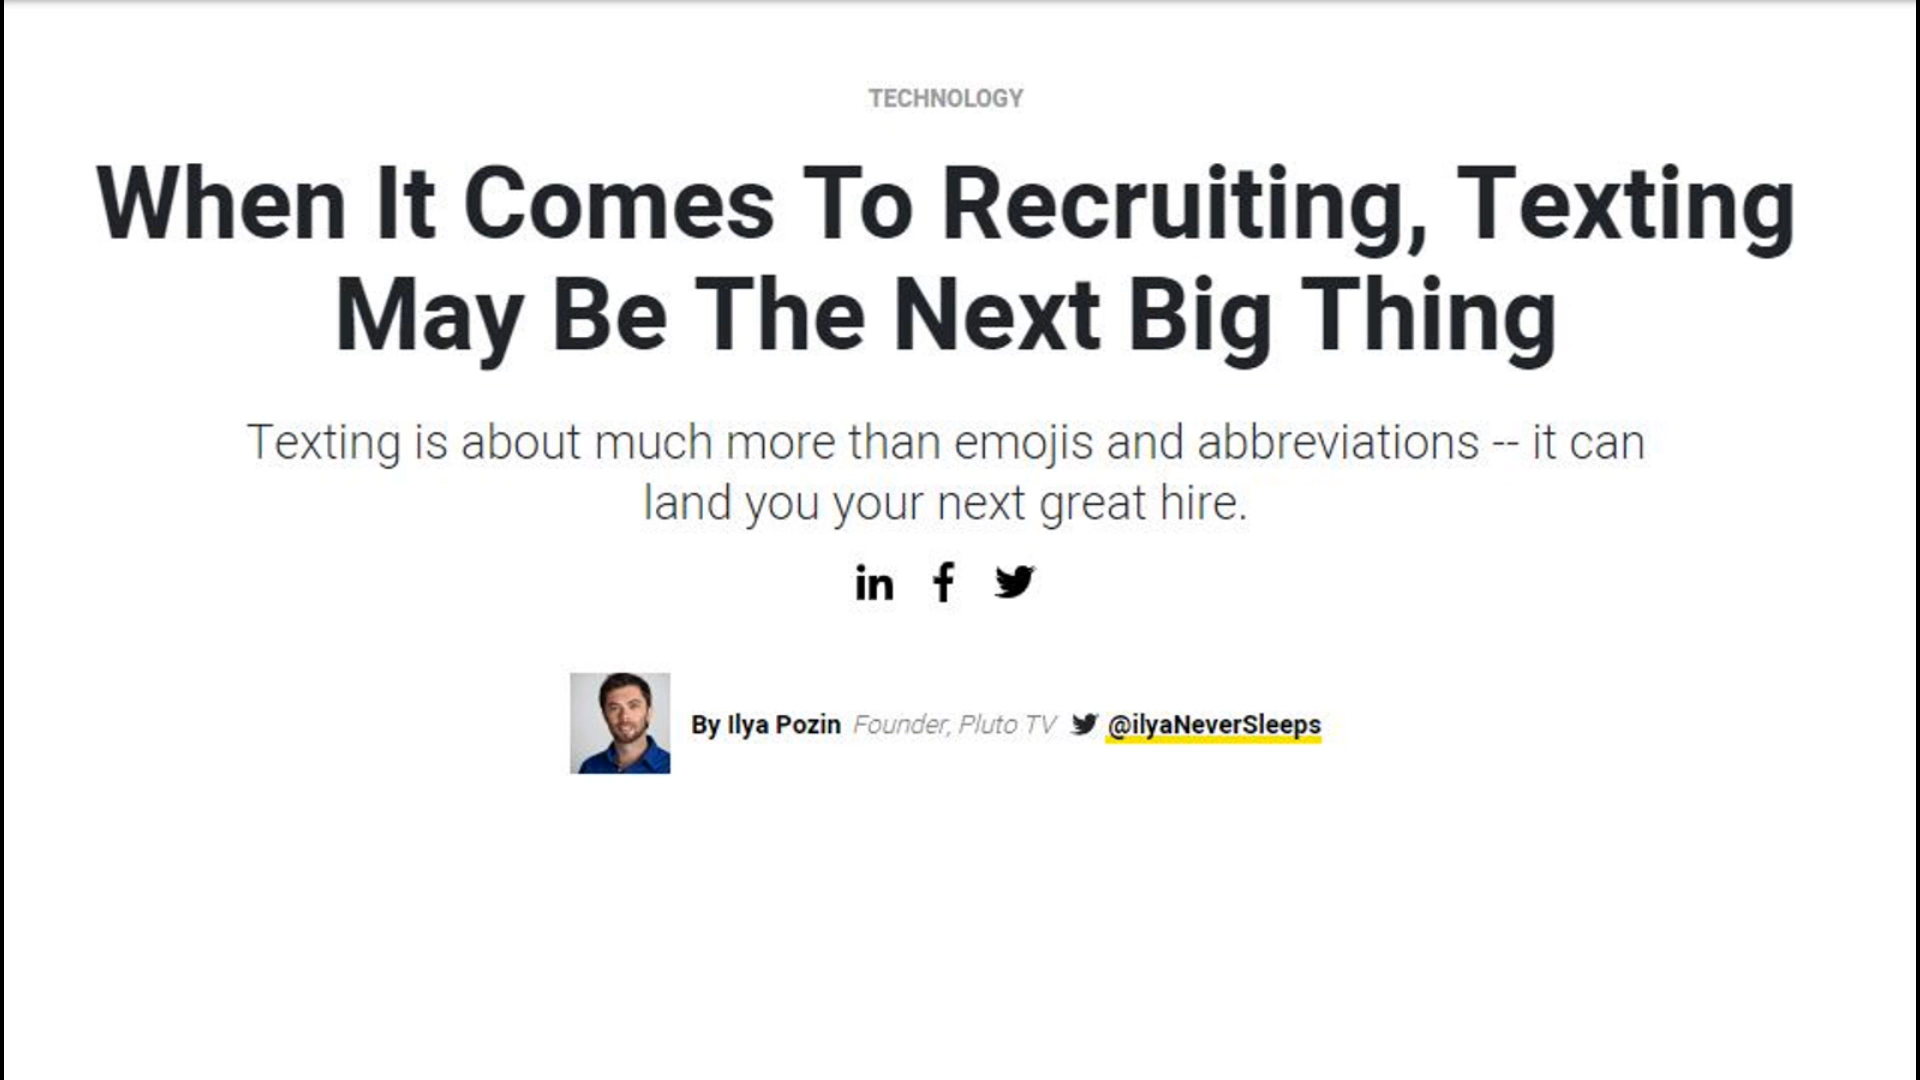 TECHNOLOGY
When It Comes To Recruiting, Texting
May Be The Next Big Thing
Texting is about much more than emojis and abbreviations -- it can
land you your next great hire.
in f
By Ilya Pozin Founder, Pluto TV @ilyaNeverSleeps